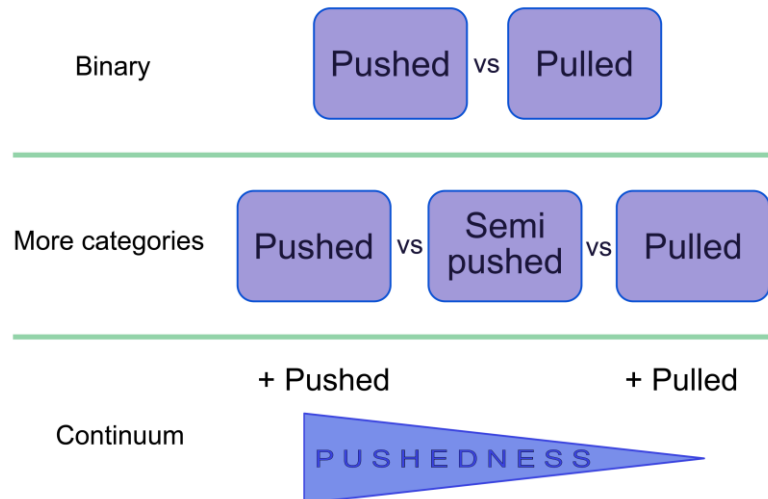 Binary
Pushed vs Pulled
More categories
Pushed vs Semi pushed vs Pulled
+ Pushed + Pulled
Continuum
PUSHEDNESS